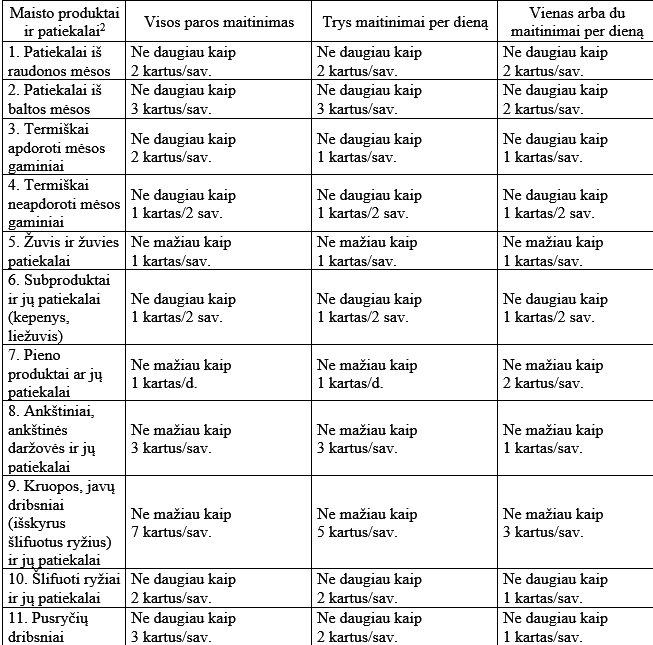 Maisto produktai
ir patiekalai²
Visos paros maitinimas
Trys maitinimai per dieną
Vienas arba du
maitinimai per dieną
1. Patiekalai iš
raudonos mėsos
Ne daugiau kaip
2 kartus/sav.
Ne daugiau kaip
2 kartus/sav.
Ne daugiau kaip
2 kartus/sav.
2. Patiekalai iš
baltos mėsos
Ne daugiau kaip
3 kartus/sav.
Ne daugiau kaip
3 kartus/sav.
Ne daugiau kaip
2 kartus/sav.
3. Termiškai
apdoroti mėsos
gaminiai
Ne daugiau kaip
2 kartus/sav.
Ne daugiau kaip
1 kartas/sav.
Ne daugiau kaip
1 kartas/sav.
4. Termiškai
neapdoroti mėsos
gaminiai
Ne daugiau kaip
1 kartas/2 sav.
Ne daugiau kaip
1 kartas/2 sav.
Ne daugiau kaip
1 kartas/2 sav.
5. Žuvis ir žuvies
patiekalai
Ne mažiau kaip
1 kartas/sav.
Ne mažiau kaip
1 kartas/sav.
Ne mažiau kaip
1 kartas/sav.
6. Subproduktai
ir jų patiekalai
(kepenys,
liežuvis)
Ne daugiau kaip
1 kartas/2 sav.
Ne daugiau kaip
1 kartas/2 sav.
Ne daugiau kaip
1 kartas/2 sav.
7. Pieno
produktai ar jų
patiekalai
Ne mažiau kaip
1 kartas/d.
Ne mažiau kaip
1 kartas/d.
Ne mažiau kaip
2 kartus/sav.
8. Ankštiniai,
ankštinės
daržovės ir jų
patiekalai
Ne mažiau kaip
3 kartus/sav.
Ne mažiau kaip
3 kartus/sav.
Ne mažiau kaip
1 kartas/sav.
9. Kruopos, javų
dribsniai
(išskyrus
šlifuotus ryžius)
ir jų patiekalai
Ne mažiau kaip
7 kartus/sav.
Ne mažiau kaip
5 kartus/sav.
Ne mažiau kaip
3 kartus/sav.
10. Šlifuoti ryžiai
ir jų patiekalai
Ne daugiau kaip
2 kartus/sav.
Ne daugiau kaip
2 kartus/sav.
Ne daugiau kaip
1 kartas/sav.
11. Pusryčių
dribsniai
Ne daugiau kaip
3 kartus/sav.
Ne daugiau kaip
2 kartus/sav.
Ne daugiau kaip
1 kartas/sav.